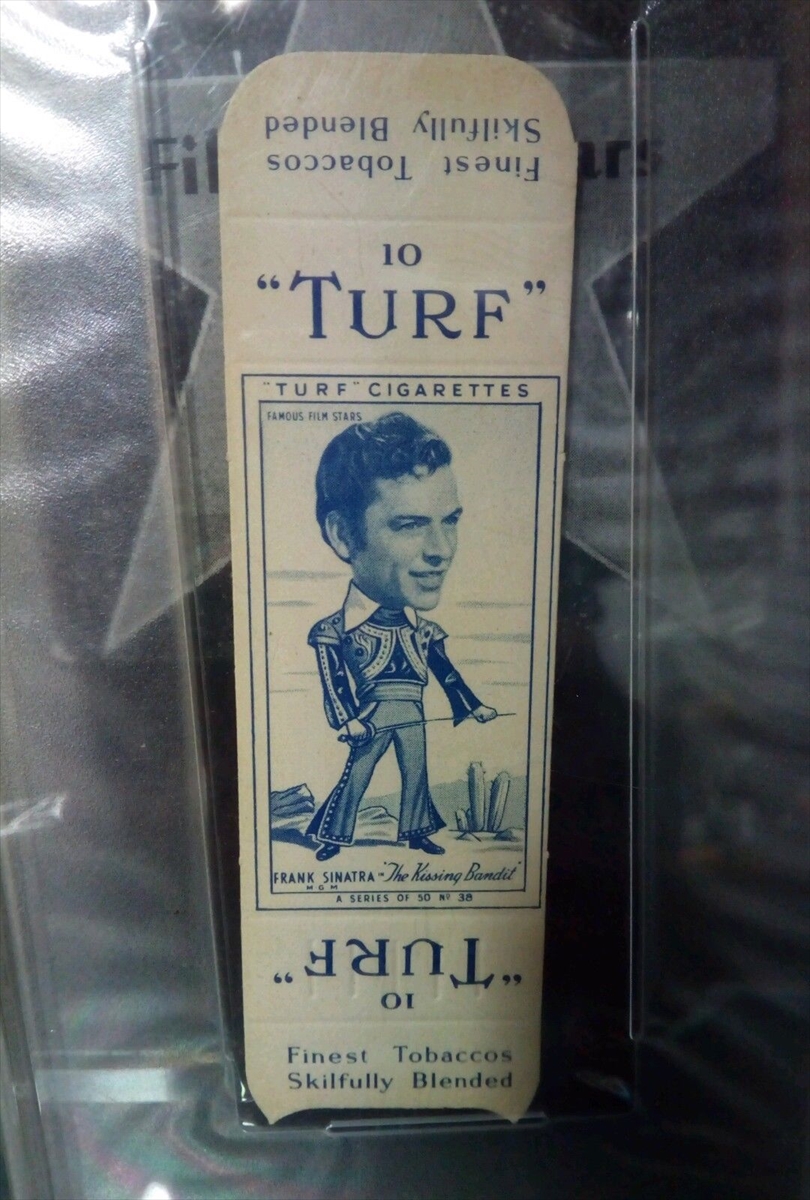 Finest Tobaccos
Skilfully Blended
10
"TURF"
"TURF" CIGARETTES
FAMOUS FILM STARS
FRANK SINATRA IN "The Kissing Bandit"
M G M
A SERIES OF 50 Nº 38
"TURF"
10
Finest Tobaccos
Skilfully Blended